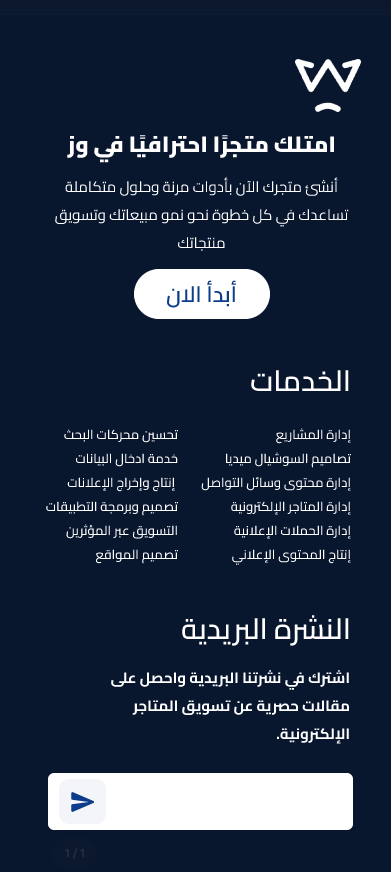 امتلك متجرًا احترافيًا في وز
أنشئ متجرك الآن بأدوات مرنة وحلول متكاملة
تساعدك في كل خطوة نحو نمو مبيعاتك وتسويق
منتجاتك
أبدأ الان
الخدمات
إدارة المشاريع
تصاميم السوشيال ميديا
إدارة محتوى وسائل التواصل
إدارة المتاجر الإلكترونية
إدارة الحملات الإعلانية
إنتاج المحتوى الإعلاني
تحسين محركات البحث
خدمة ادخال البيانات
إنتاج وإخراج الإعلانات
تصميم وبرمجة التطبيقات
التسويق عبر المؤثرين
تصميم المواقع
النشرة البريدية
اشترك في نشرتنا البريدية واحصل على
مقالات حصرية عن تسويق المتاجر
الإلكترونية.
1 / 1